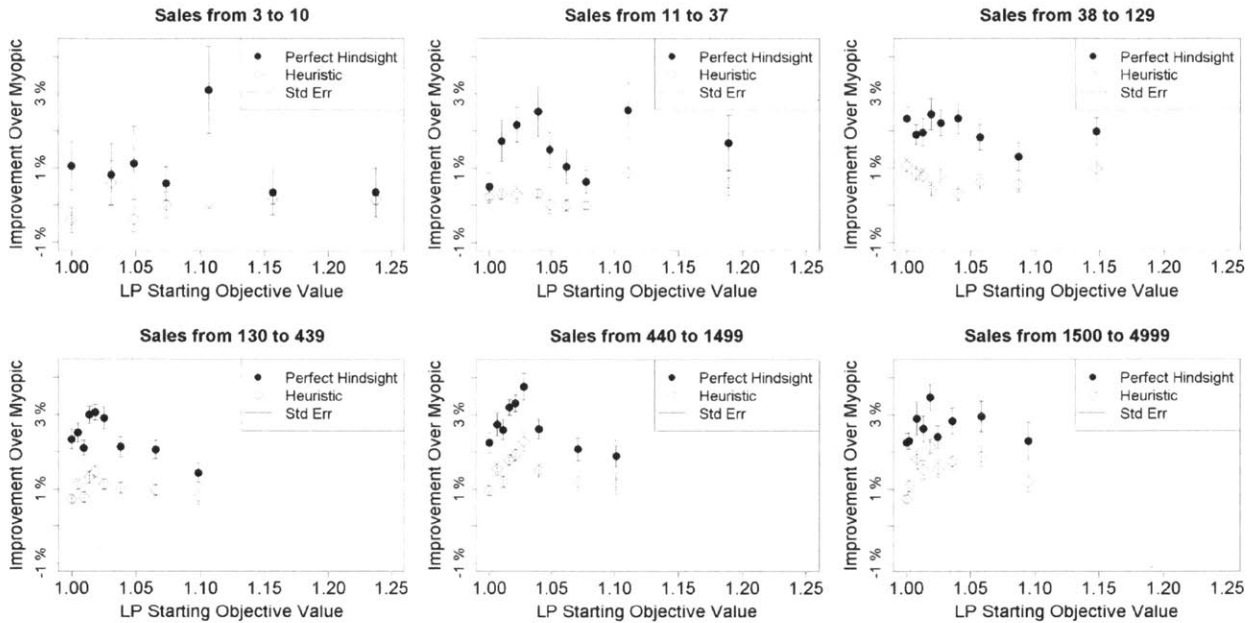 Sales from 3 to 10
Improvement Over Myopic
3 %
1 %
-1 %
Perfect Hindsight
Heuristic
Std Err
1.00 1.05 1.10 1.15 1.20 1.25
LP Starting Objective Value
Sales from 11 to 37
Improvement Over Myopic
3 %
1 %
-1 %
Perfect Hindsight
Heuristic
Std Err
1.00 1.05 1.10 1.15 1.20 1.25
LP Starting Objective Value
Sales from 38 to 129
Improvement Over Myopic
3 %
1 %
-1 %
Perfect Hindsight
Heuristic
Std Err
1.00 1.05 1.10 1.15 1.20 1.25
LP Starting Objective Value
Sales from 130 to 439
Improvement Over Myopic
3 %
1 %
-1 %
Perfect Hindsight
Heuristic
Std Err
1.00 1.05 1.10 1.15 1.20 1.25
LP Starting Objective Value
Sales from 440 to 1499
Improvement Over Myopic
3 %
1 %
-1 %
Perfect Hindsight
Heuristic
Std Err
1.00 1.05 1.10 1.15 1.20 1.25
LP Starting Objective Value
Sales from 1500 to 4999
Improvement Over Myopic
3 %
1 %
-1 %
Perfect Hindsight
Heuristic
Std Err
1.00 1.05 1.10 1.15 1.20 1.25
LP Starting Objective Value